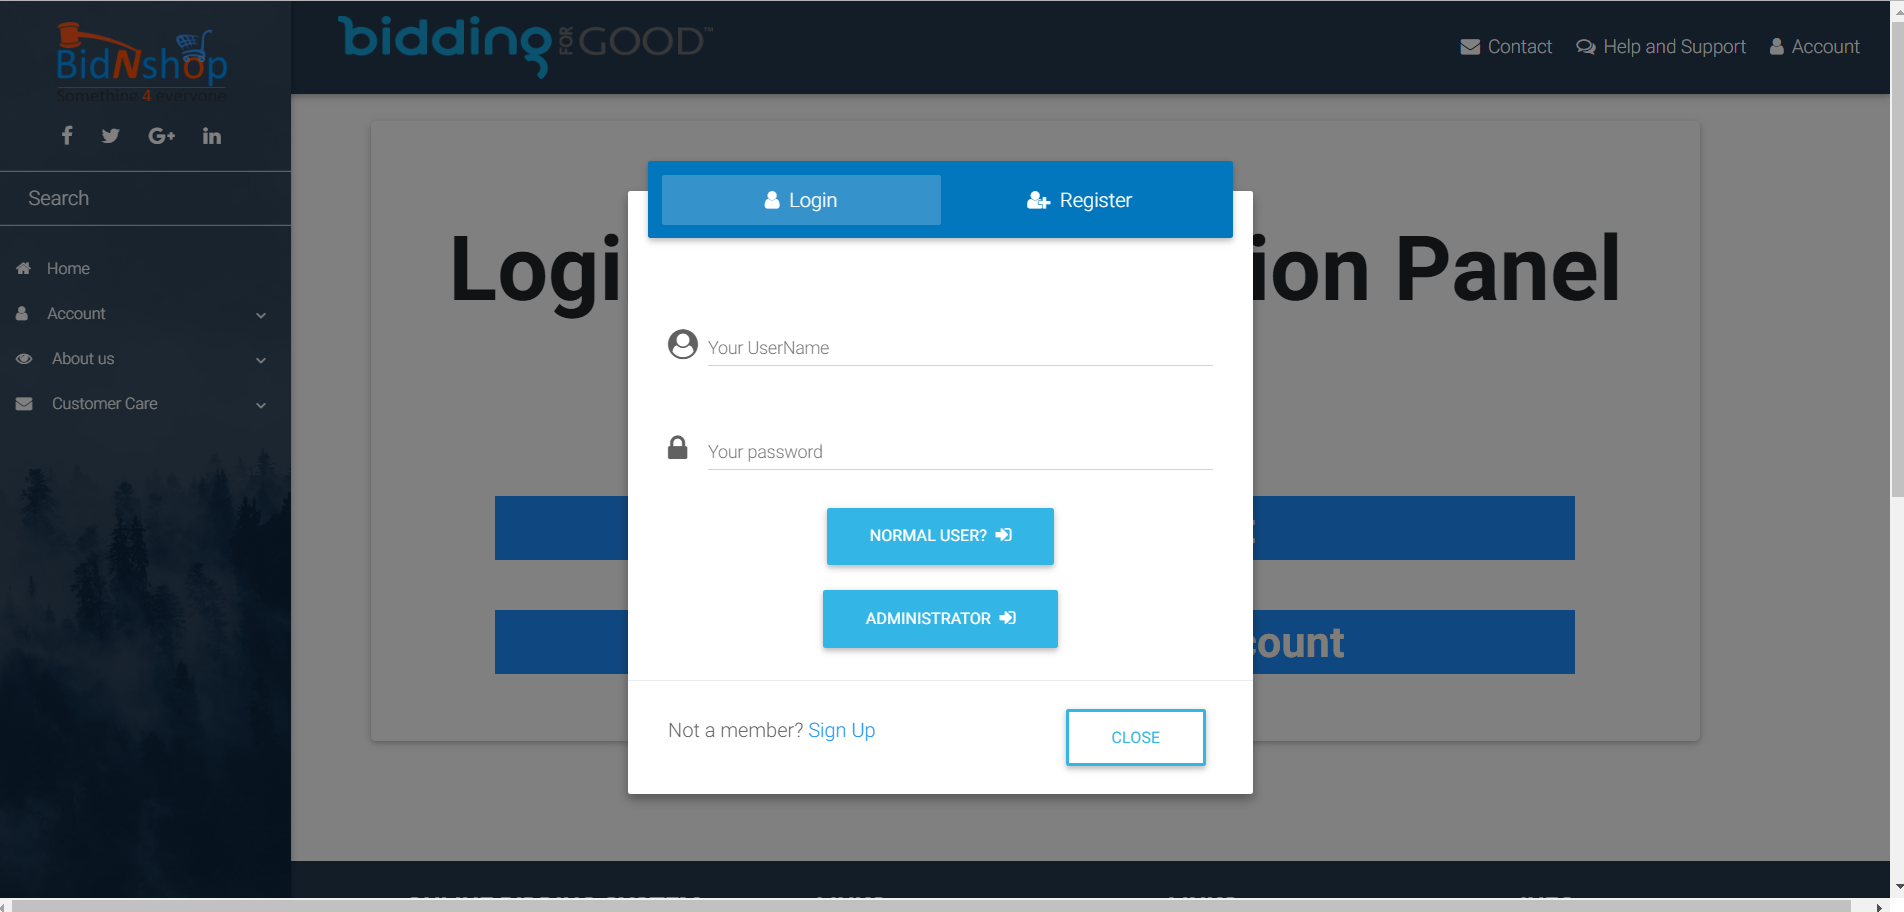 BidNshop
Something 4 everyone
Search
Home
Account
About us
Customer Care
bidding FOR GOOD™
Contact
Help and Support
Account
Login
Register
Logi
ion Panel
Your UserName
Your password
NORMAL USER?
ADMINISTRATOR
count
Not a member? Sign Up
CLOSE